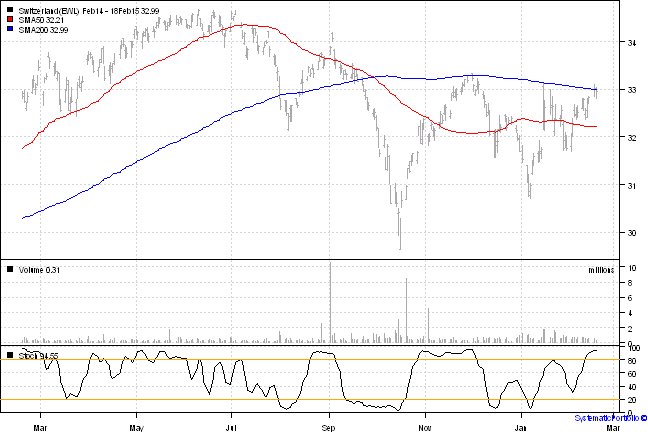 Switzerland(EWL) Feb14 - 18Feb15 32.99
SMA50 32.21
SMA200 32.99
34
33
32
31
30
Volume 0.31
millions
10
8
6
4
2
0
Stoch 94.55
100
80
60
40
20
0
Mar May Jul Sep Nov Jan Mar
SystematicPortfolio ©